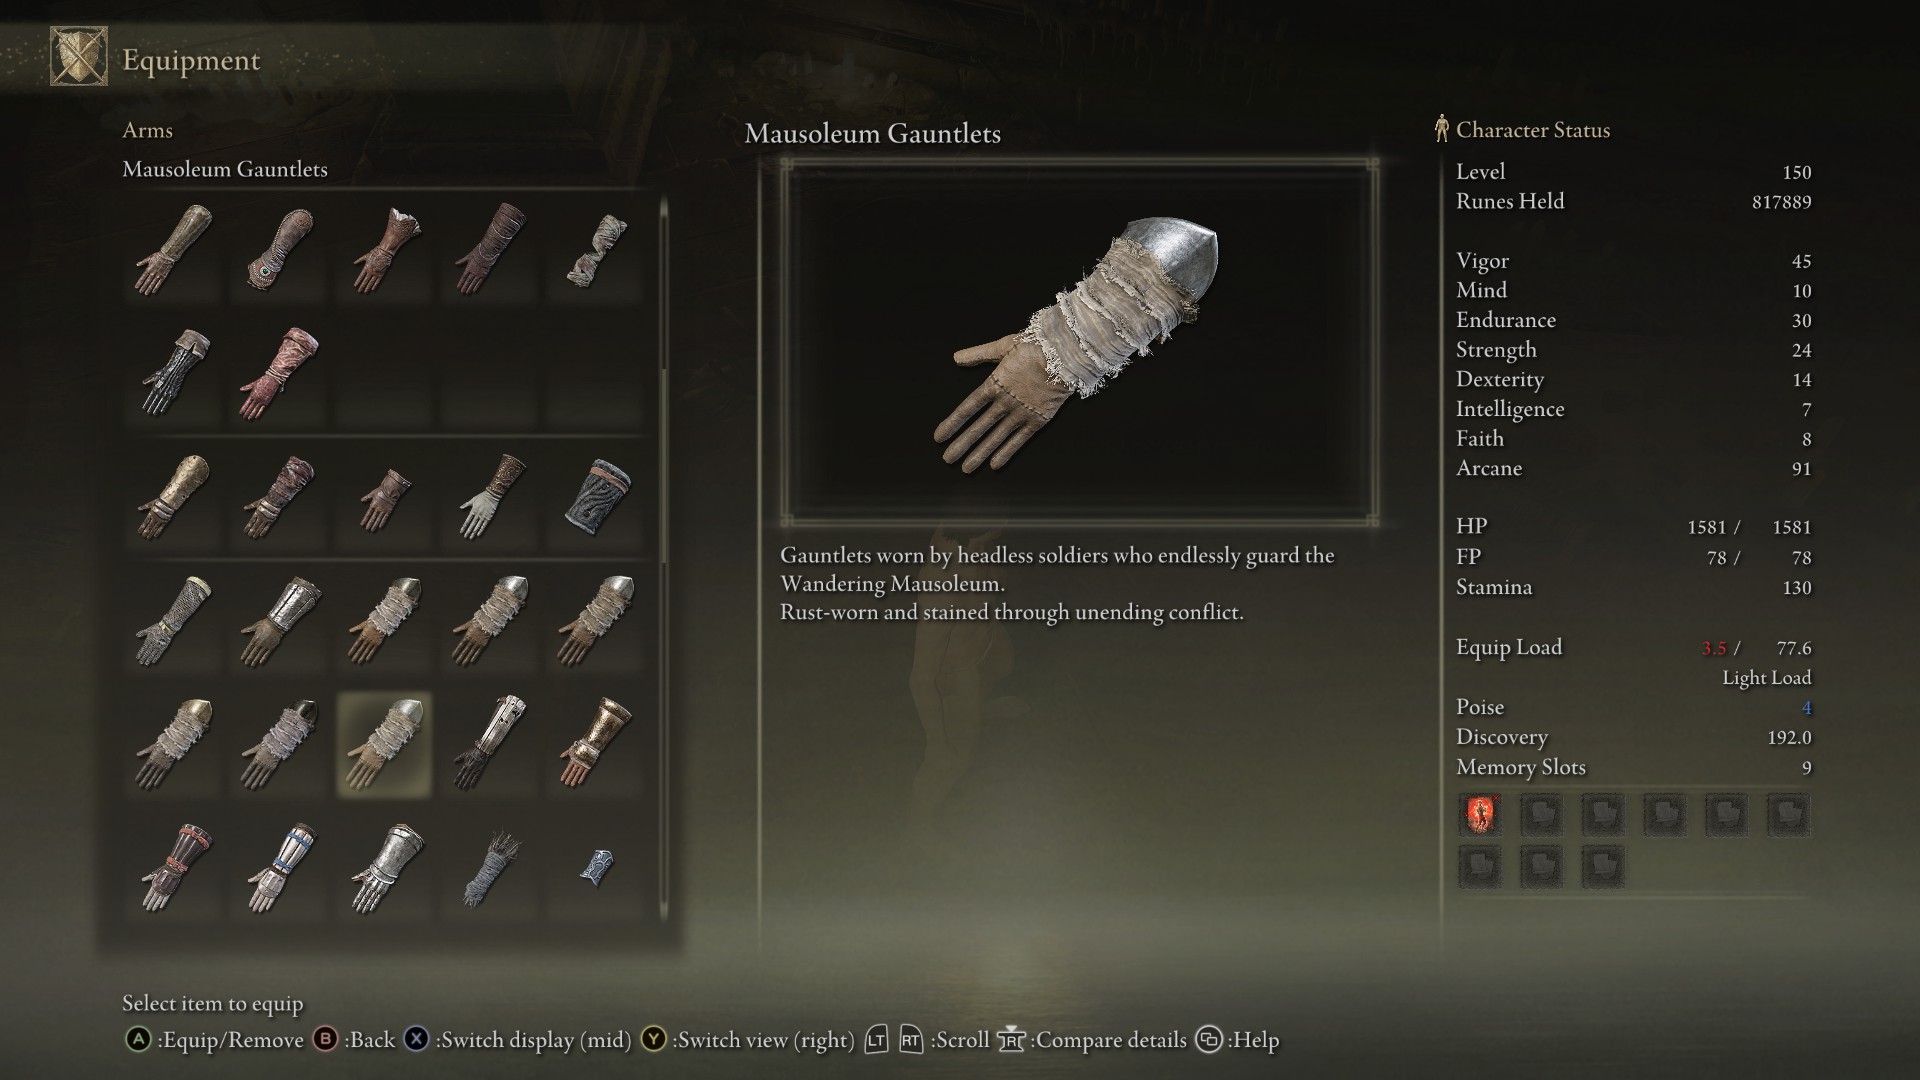 Equipment
Arms
Mausoleum Gauntlets
Mausoleum Gauntlets
Gauntlets worn by headless soldiers who endlessly guard the
Wandering Mausoleum.
Rust-worn and stained through unending conflict.
Character Status
Level 150
Runes Held 817889
Vigor 45
Mind 10
Endurance 30
Strength 24
Dexterity 14
Intelligence 7
Faith 8
Arcane 91
HP 1581 / 1581
FP 78 / 78
Stamina 130
Equip Load 3.5 / 77.6
Light Load
Poise 4
Discovery 192.0
Memory Slots 9
Select item to equip
A :Equip/Remove B :Back X :Switch display (mid) Y :Switch view (right) LT RT :Scroll R :Compare details :Help